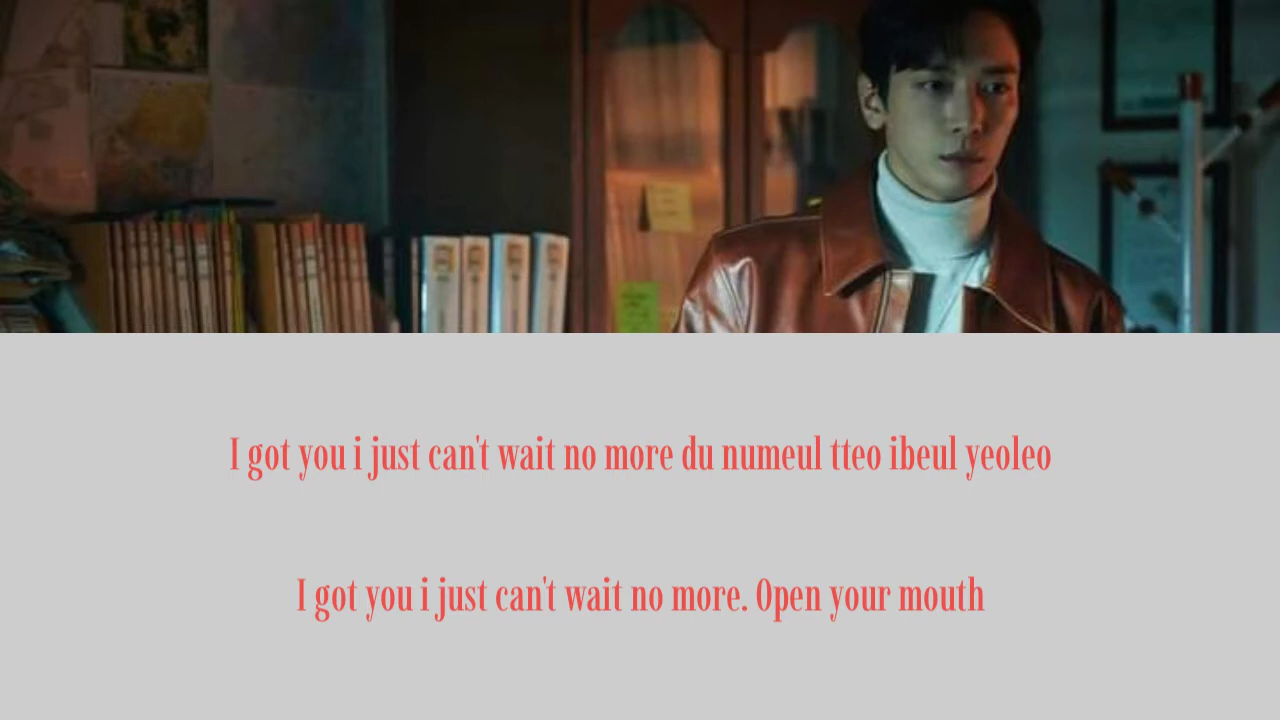 I got you i just can't wait no more du numeul tteo ibeul yeoleo
I got you i just can't wait no more. Open your mouth